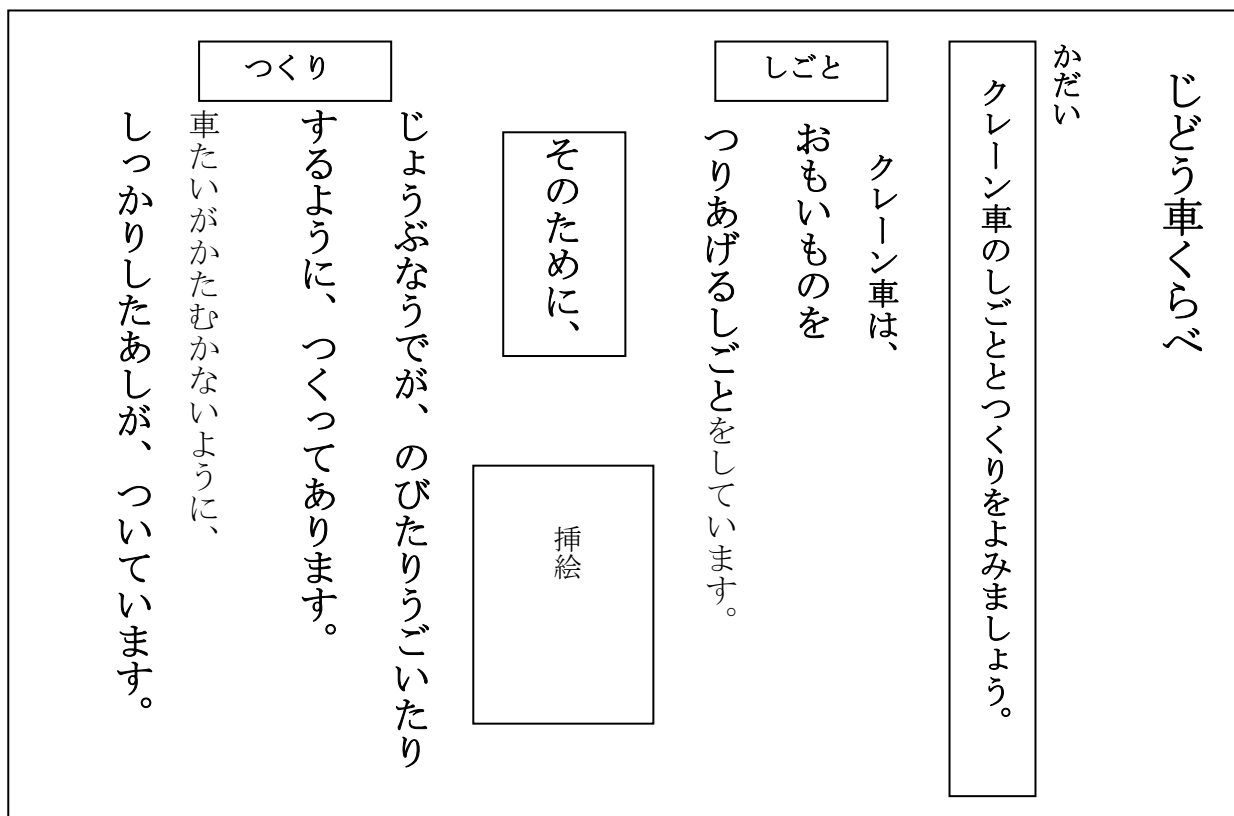 じどう車くらべ
かだい
クレーン車のしごととつくりをよみましょう。
しごと
クレーン車は、
おもいものを
つりあげるしごとをしています。
そのために、
挿絵
つくり
じょうぶなうでが、のびたりうごいたり
するように、つくってあります。
車たいがかたむかないように、
しっかりしたあしが、ついています。